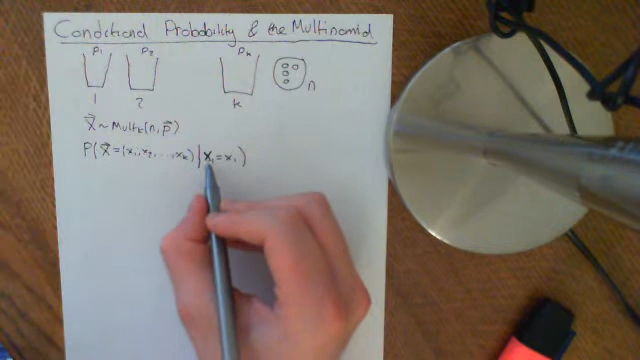 Conditional Probability & the Multinomial
P₁ P₂ Pₖ
1 2 k n
X⃗ ~ Multₖ(n, p⃗)
P(X⃗ = (x₁, x₂, ..., xₖ) | X₁ = x₁)